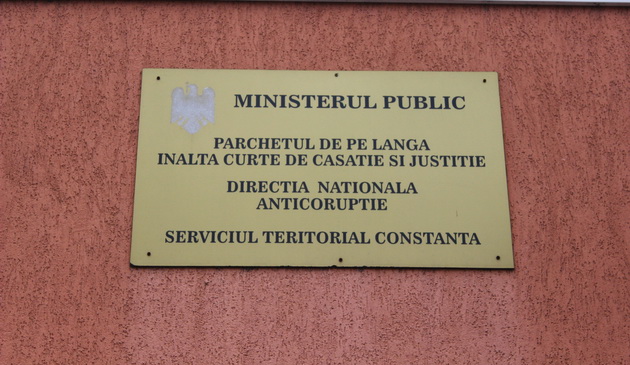 MINISTERUL PUBLIC
PARCHETUL DE PE LANGA
INALTA CURTE DE CASATIE SI JUSTITIE
DIRECTIA NATIONALA
ANTICORUPTIE
SERVICIUL TERITORIAL CONSTANTA